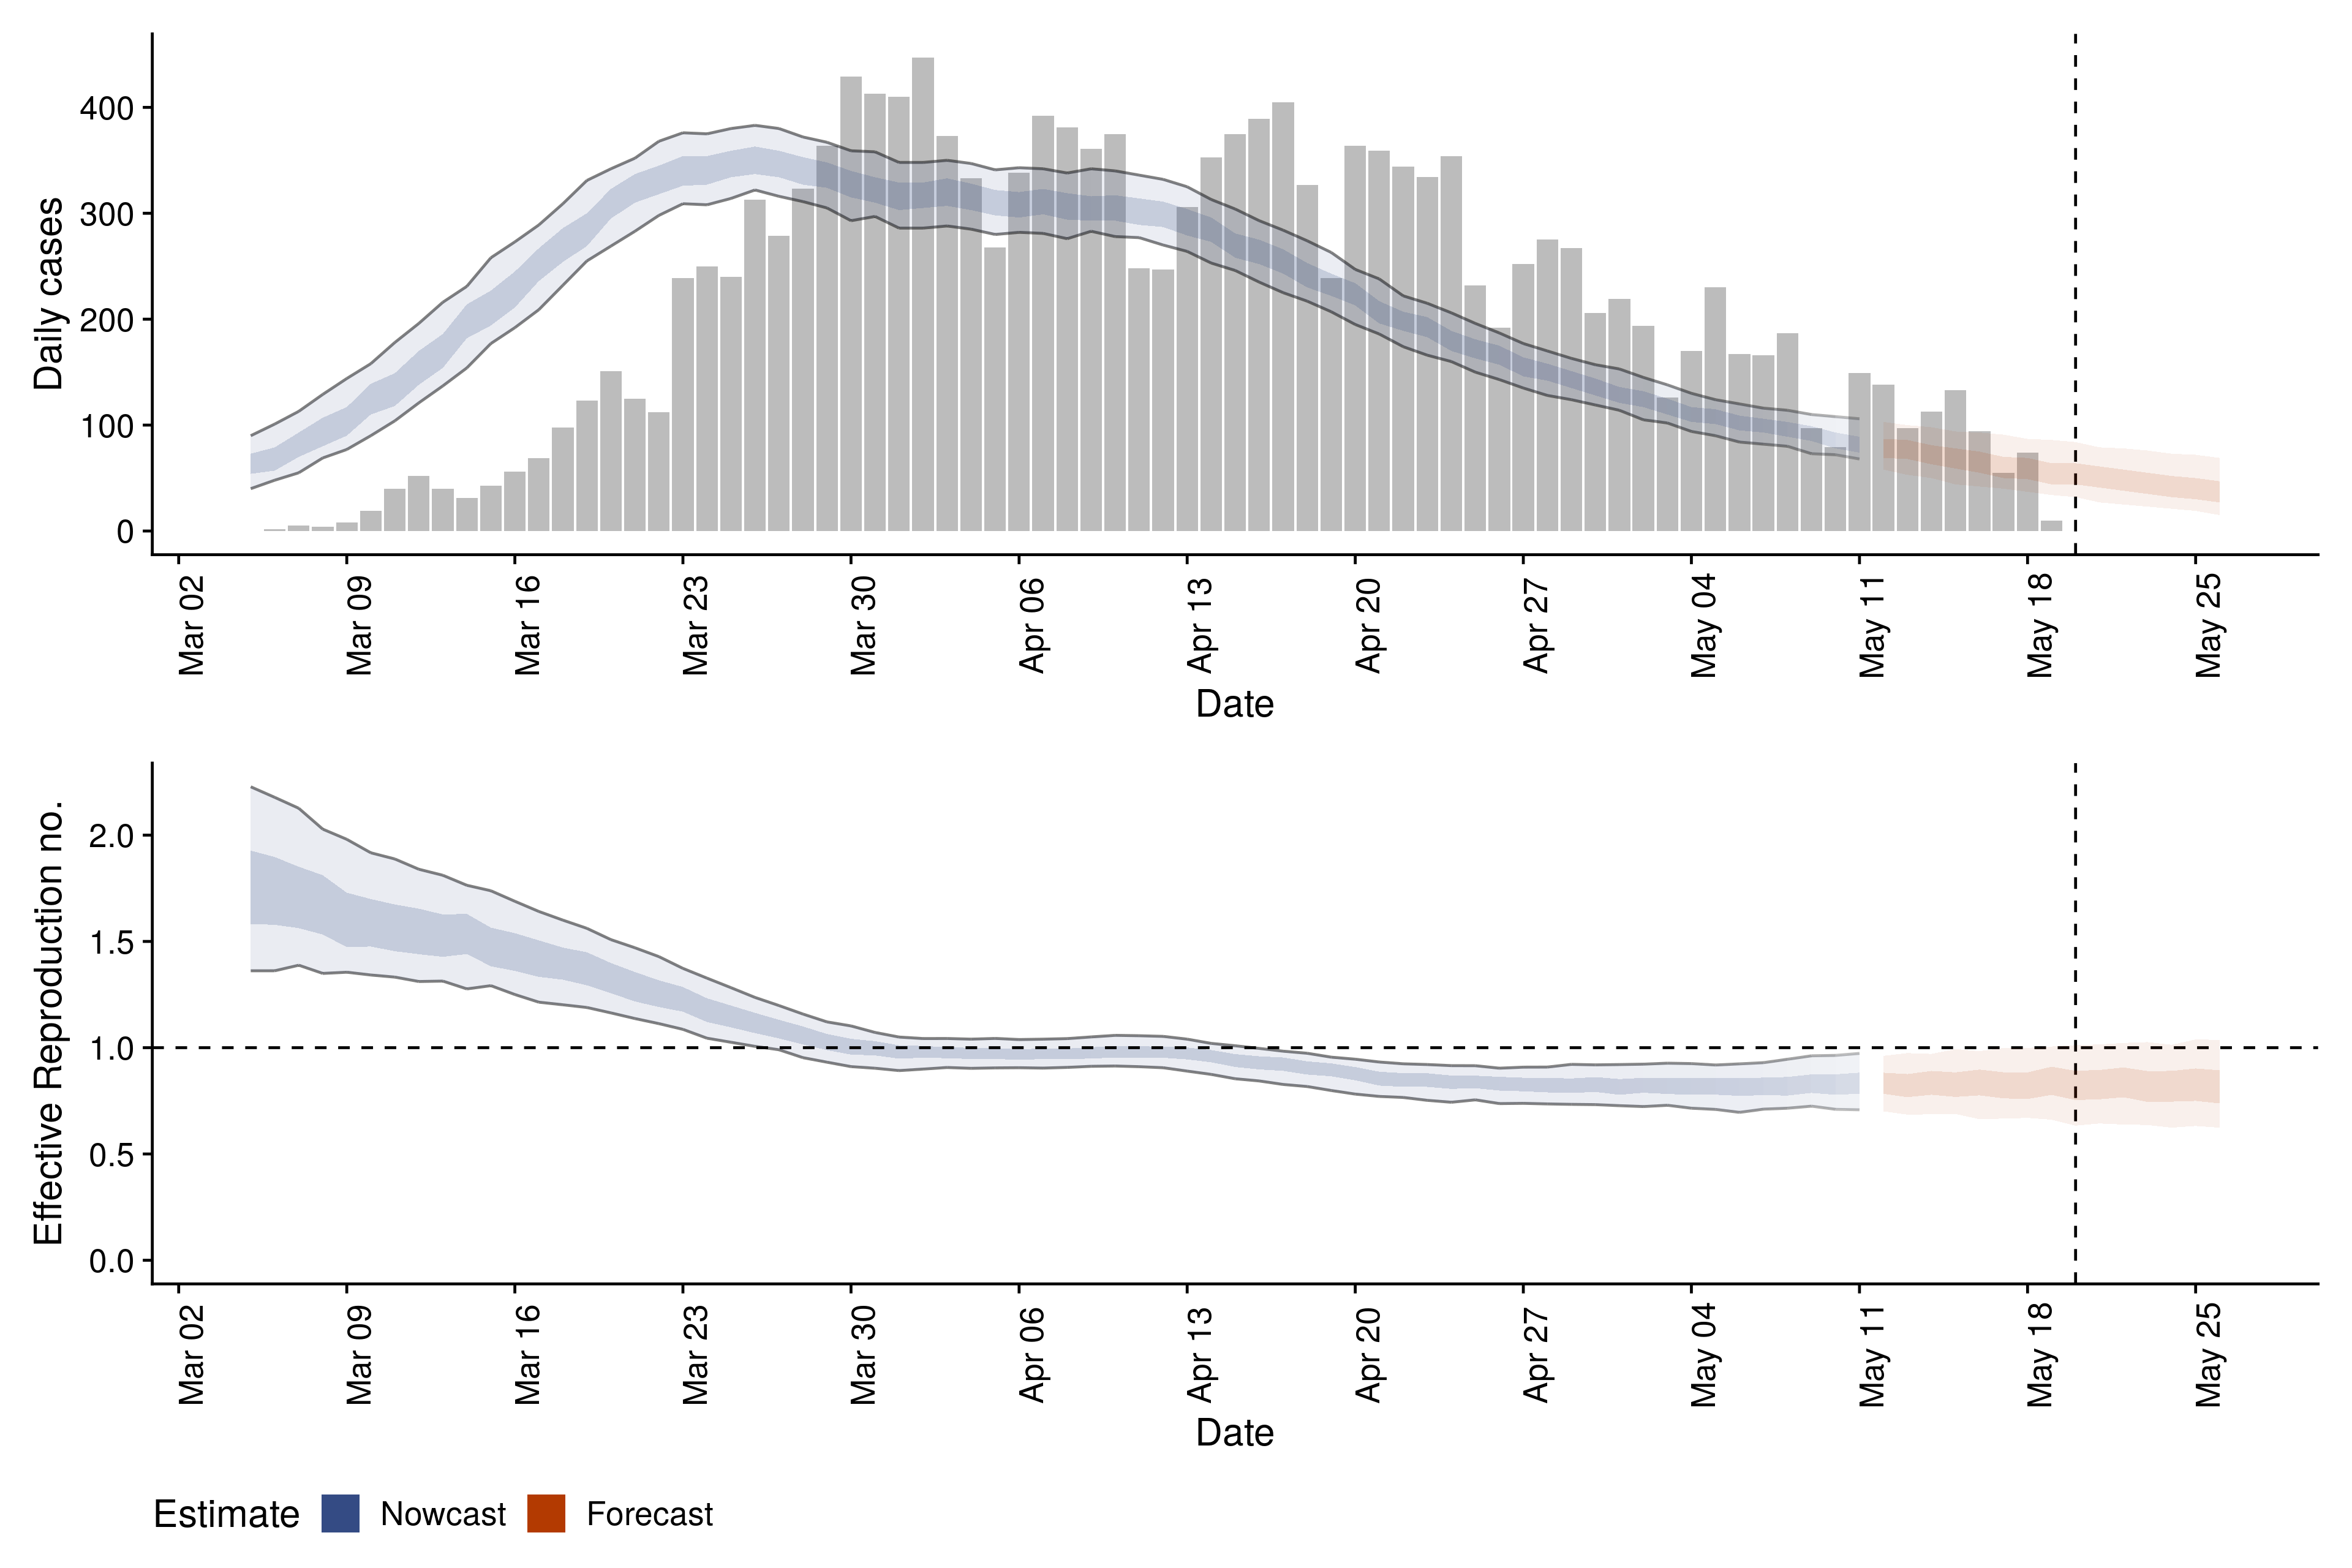 Daily cases
400
300
200
100
0
Mar 02
Mar 09
Mar 16
Mar 23
Mar 30
Apr 06
Apr 13
Apr 20
Apr 27
May 04
May 11
May 18
May 25
Date
Effective Reproduction no.
2.0
1.5
1.0
0.5
0.0
Mar 02
Mar 09
Mar 16
Mar 23
Mar 30
Apr 06
Apr 13
Apr 20
Apr 27
May 04
May 11
May 18
May 25
Date
Estimate Nowcast Forecast